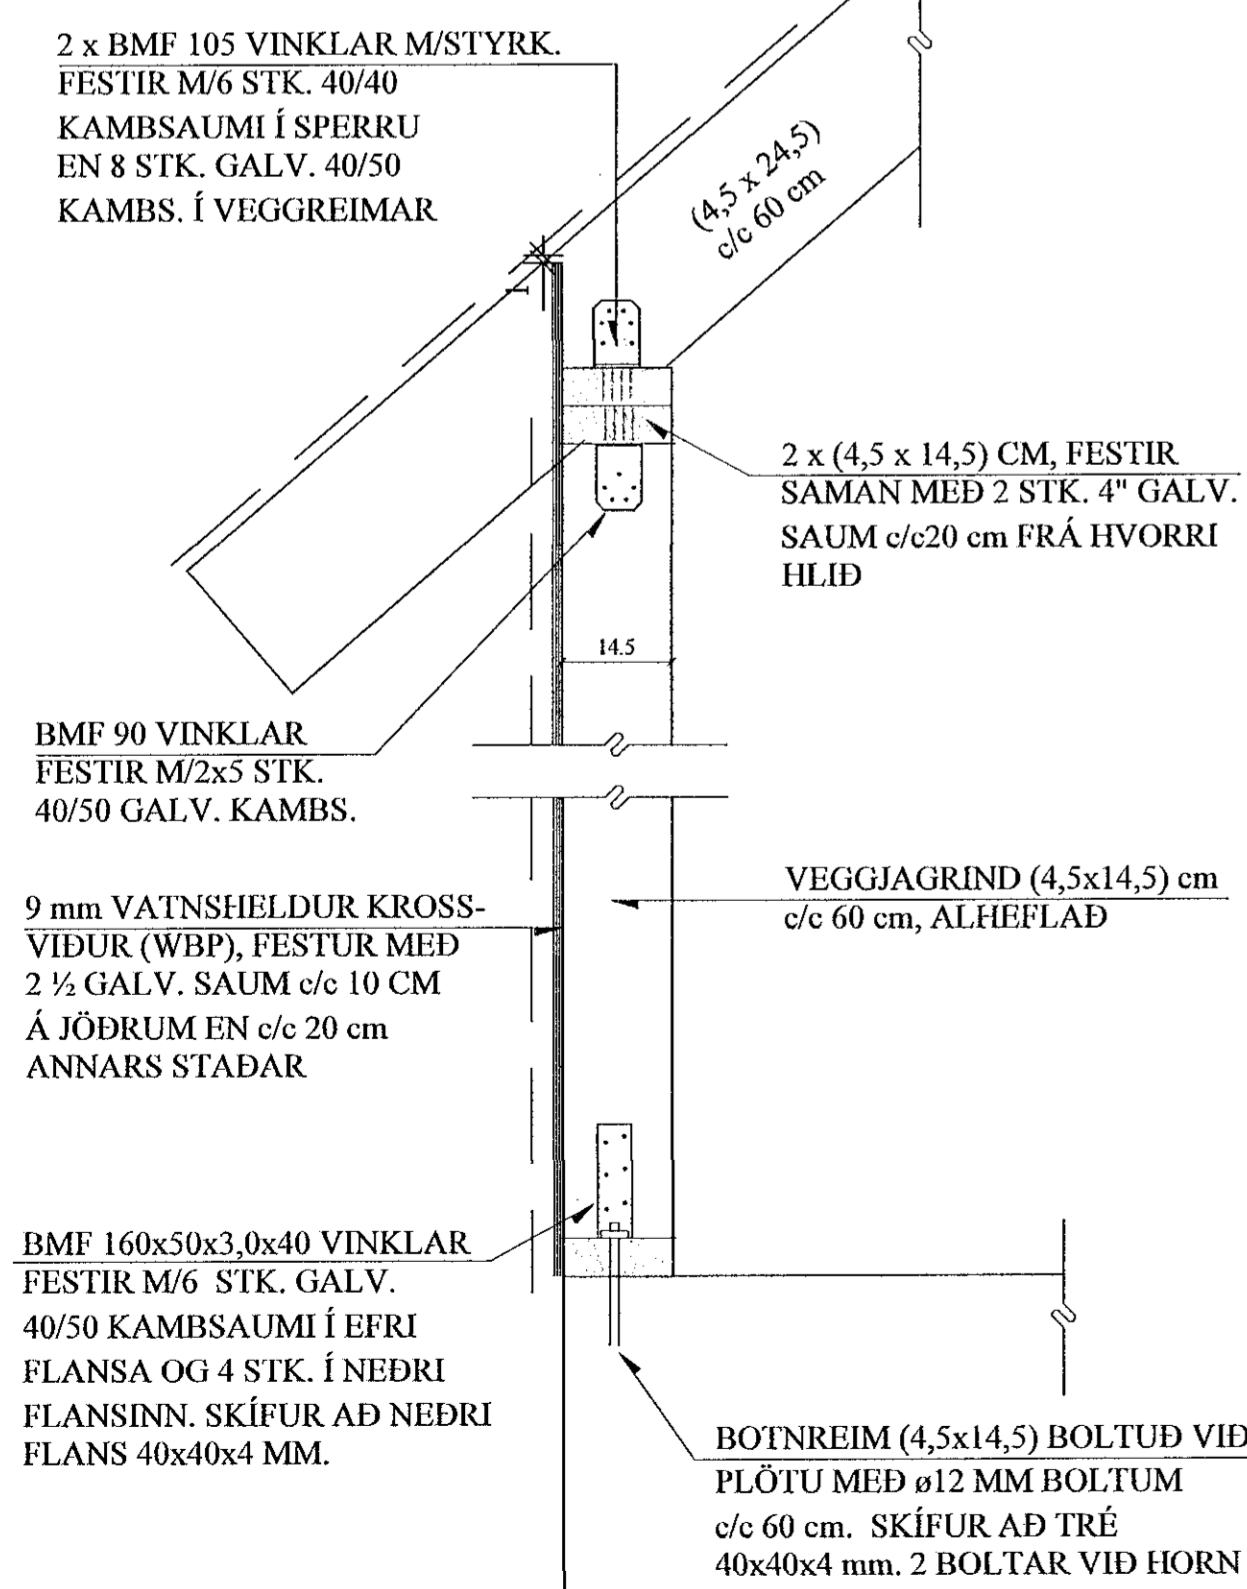 2 x BMF 105 VINKLAR M/STYRK.
FESTIR M/6 STK. 40/40
KAMBSAUMI Í SPERRU
EN 8 STK. GALV. 40/50
KAMBS. Í VEGGREIMAR
(4,5 x 24,5)
c/c 60 cm
2 x (4,5 x 14,5) CM, FESTIR
SAMAN MEÐ 2 STK. 4" GALV.
SAUM c/c20 cm FRÁ HVORRI
HLIÐ
14.5
BMF 90 VINKLAR
FESTIR M/2x5 STK.
40/50 GALV. KAMBS.
VEGGJAGRIND (4,5x14,5) cm
c/c 60 cm, ALHEFLAÐ
9 mm VATNSHELDUR KROSS-
VIÐUR (WBP), FESTUR MEÐ
2 ½ GALV. SAUM c/c 10 CM
Á JÖÐRUM EN c/c 20 cm
ANNARS STAÐAR
BMF 160x50x3,0x40 VINKLAR
FESTIR M/6 STK. GALV.
40/50 KAMBSAUMI Í EFRI
FLANSA OG 4 STK. Í NEÐRI
FLANSINN. SKÍFUR AÐ NEÐRI
FLANS 40x40x4 MM.
BOTNREIM (4,5x14,5) BOLTUÐ VIÐ
PLÖTU MEÐ ø12 MM BOLTUM
c/c 60 cm. SKÍFUR AÐ TRÉ
40x40x4 mm. 2 BOLTAR VIÐ HORN